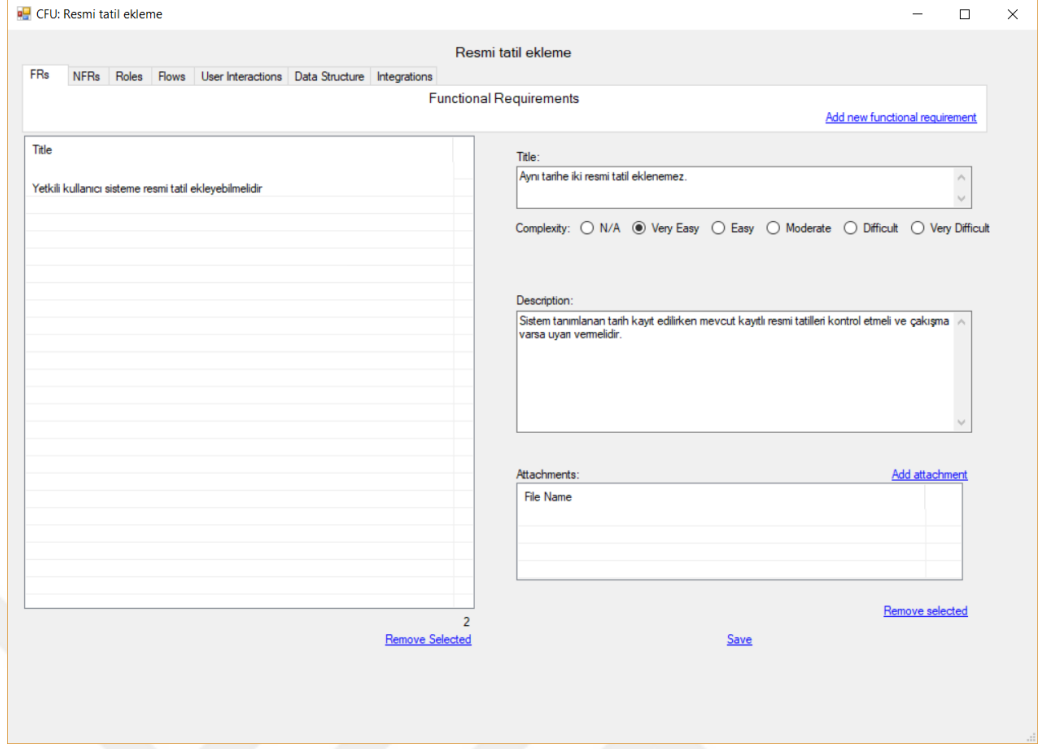 CFU: Resmi tatil ekleme
Resmi tatil ekleme
FRs NFRs Roles Flows User Interactions Data Structure Integrations
Functional Requirements
Add new functional requirement
Title
Yetkili kullanıcı sisteme resmi tatil ekleyebilmelidir
2
Remove Selected
Title:
Aynı tarihe iki resmi tatil eklenemez.
Complexity: N/A Very Easy Easy Moderate Difficult Very Difficult
Description:
Sistem tanımlanan tarih kayıt edilirken mevcut kayıtlı resmi tatilleri kontrol etmeli ve çakışma
varsa uyarı vermelidir.
Attachments: Add attachment
File Name
Remove selected
Save